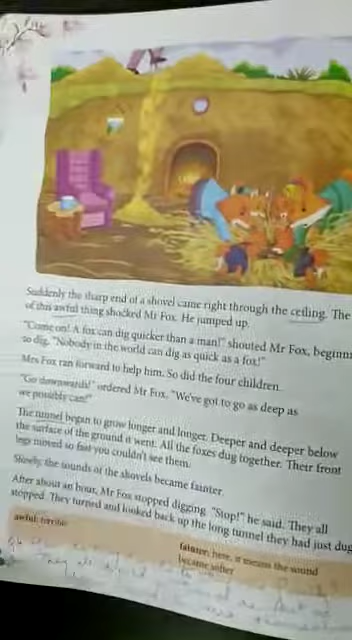 Suddenly the sharp end of a shovel came right through the ceiling. The
of this awful thing shocked Mr Fox. He jumped up.
"Come on! A fox can dig quicker than a man!" shouted Mr Fox, beginn
to dig. "Nobody in the world can dig as quick as a fox!"
Mrs Fox ran forward to help him. So did the four children.
"Go downwards!" ordered Mr Fox. "We've got to go as deep as
we possibly can!"
The tunnel began to grow longer and longer. Deeper and deeper below
the surface of the ground it went. All the foxes dug together. Their front
legs moved so fast you couldn't see them.
Slowly, the sounds of the shovels became fainter.
After about an hour, Mr Fox stopped digging. "Stop!" he said. They all
stopped. They turned and looked back up the long tunnel they had just dug
awful: terrible
fainter: here, it means the sound
became softer